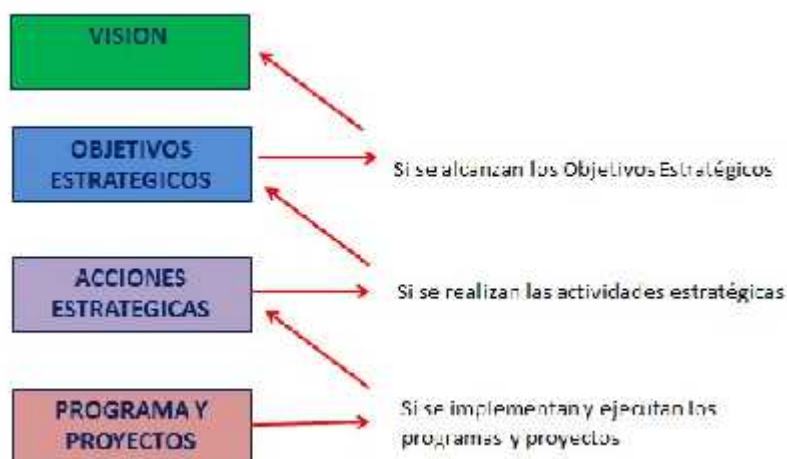 VISION
OBJETIVOS
ESTRATEGICOS
Si se alcanzan los Objetivos Estratégicos
ACCIONES
ESTRATEGICAS
Si se realizan las actividades estratégicas
PROGRAMA Y
PROYECTOS
Si se implementan y ejecutan los
programas y proyectos